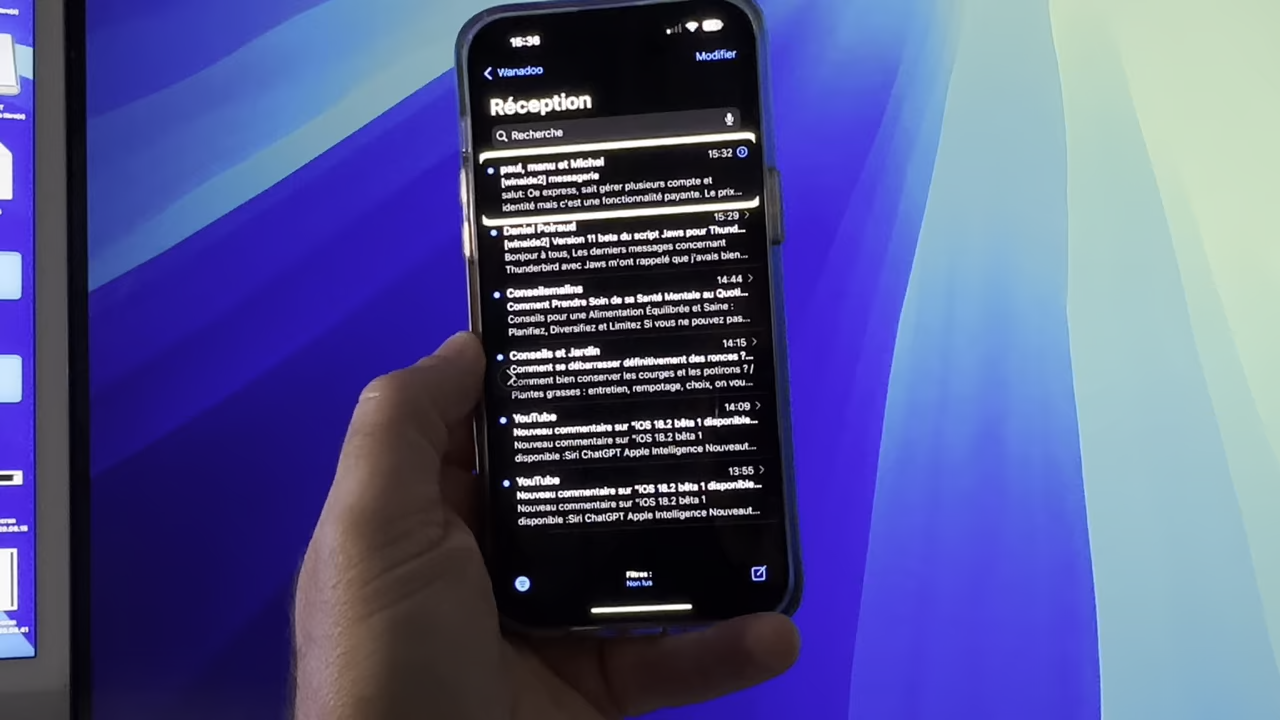 15:36
Wanadoo
Modifier
Réception
Recherche
paul, manu et Michel 15:32
[winaide2] messagerie
salut: Oe express, sait gérer plusieurs compte et
identité mais c'est une fonctionnalité payante. Le prix...
Daniel Poiraud 15:29
[winaide2] Version 11 beta du script Jaws pour Thund...
Bonjour à tous, Les derniers messages concernant
Thunderbird avec Jaws m'ont rappelé que j'avais bien...
Conseilsmalins 14:44
Comment Prendre Soin de sa Santé Mentale au Quoti...
Conseils pour une Alimentation Équilibrée et Saine :
Planifiez, Diversifiez et Limitez Si vous ne pouvez pas...
Conseils et Jardin 14:15
Comment se débarrasser définitivement des ronces ?...
Comment bien conserver les courges et les potirons ? /
Plantes grasses : entretien, rempotage, choix, on vou...
YouTube 14:09
Nouveau commentaire sur "iOS 18.2 bêta 1 disponible...
Nouveau commentaire sur "iOS 18.2 bêta 1
disponible :Siri ChatGPT Apple Intelligence Nouveaut...
YouTube 13:55
Nouveau commentaire sur "iOS 18.2 bêta 1 disponible...
Nouveau commentaire sur "iOS 18.2 bêta 1
disponible :Siri ChatGPT Apple Intelligence Nouveaut...
Filtres :
Non lus